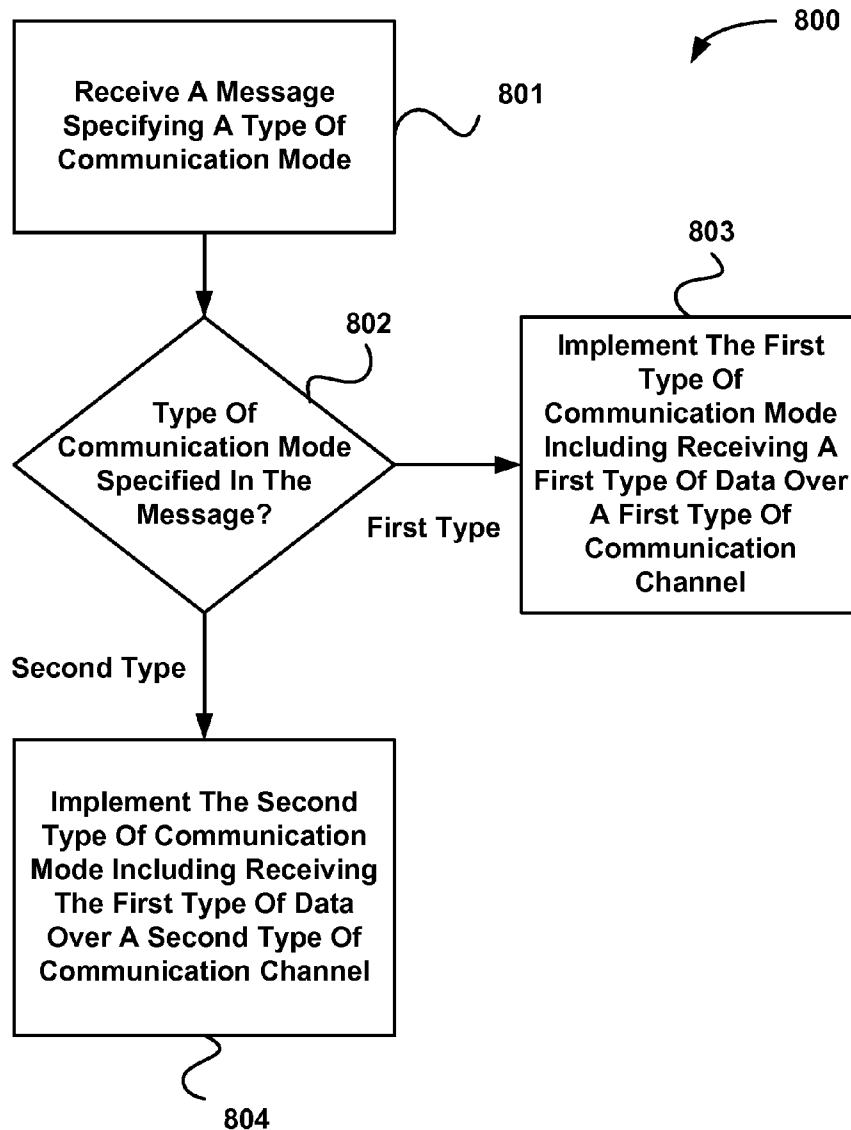 800
Receive A Message
Specifying A Type Of
Communication Mode
801
802
Type Of
Communication Mode
Specified In The
Message?
First Type
803
Implement The First
Type Of
Communication Mode
Including Receiving A
First Type Of Data Over
A First Type Of
Communication
Channel
Second Type
Implement The Second
Type Of Communication
Mode Including Receiving
The First Type Of Data
Over A Second Type Of
Communication Channel
804